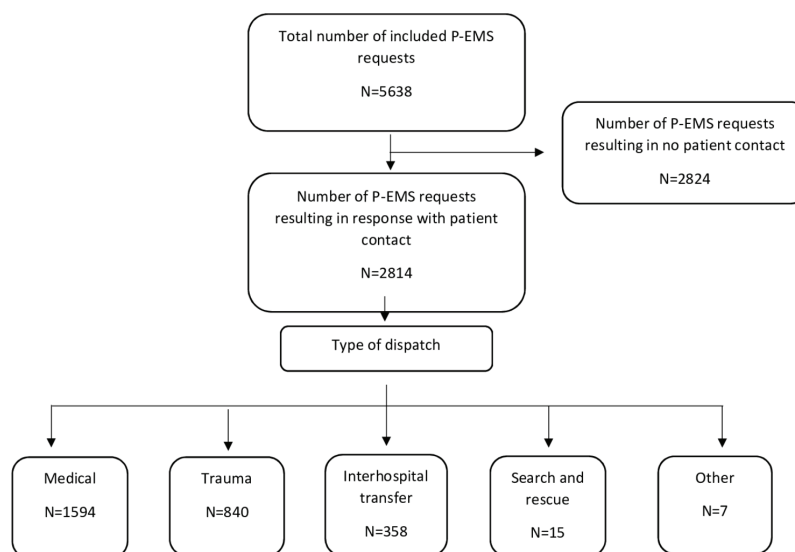 Total number of included P-EMS
requests
N=5638
Number of P-EMS requests
resulting in no patient contact
N=2824
Number of P-EMS requests
resulting in response with patient
contact
N=2814
Type of dispatch
Medical
N=1594
Trauma
N=840
Interhospital
transfer
N=358
Search and
rescue
N=15
Other
N=7